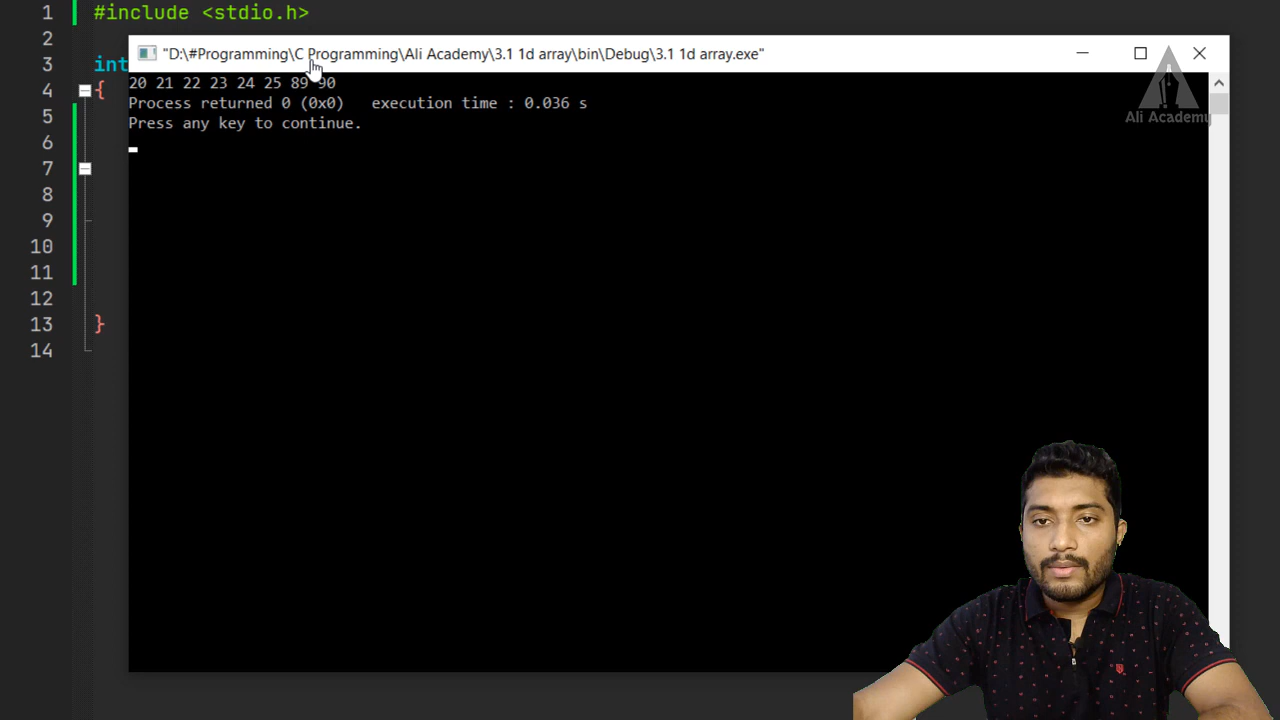 1 #include <stdio.h>
2
"D:\#Programming\C Programming\Ali Academy\3.1 1d array\bin\Debug\3.1 1d array.exe"
3 int
20 21 22 23 24 25 89 90
4 {
Process returned 0 (0x0)   execution time : 0.036 s
Ali Academy
5
Press any key to continue.
6
7
8
9
10
11
12
13 }
14